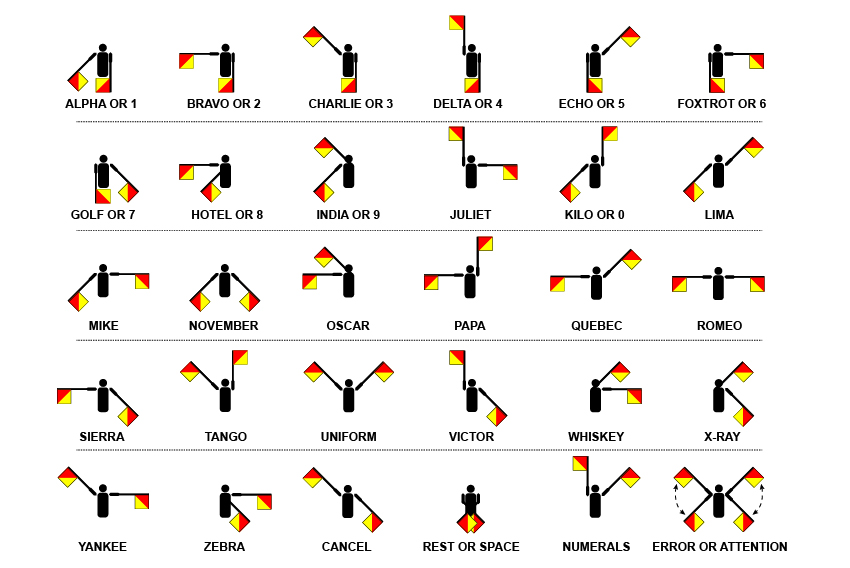 ALPHA OR 1 BRAVO OR 2 CHARLIE OR 3 DELTA OR 4 ECHO OR 5 FOXTROT OR 6
GOLF OR 7 HOTEL OR 8 INDIA OR 9 JULIET KILO OR 0 LIMA
MIKE NOVEMBER OSCAR PAPA QUEBEC ROMEO
SIERRA TANGO UNIFORM VICTOR WHISKEY X-RAY
YANKEE ZEBRA CANCEL REST OR SPACE NUMERALS ERROR OR ATTENTION